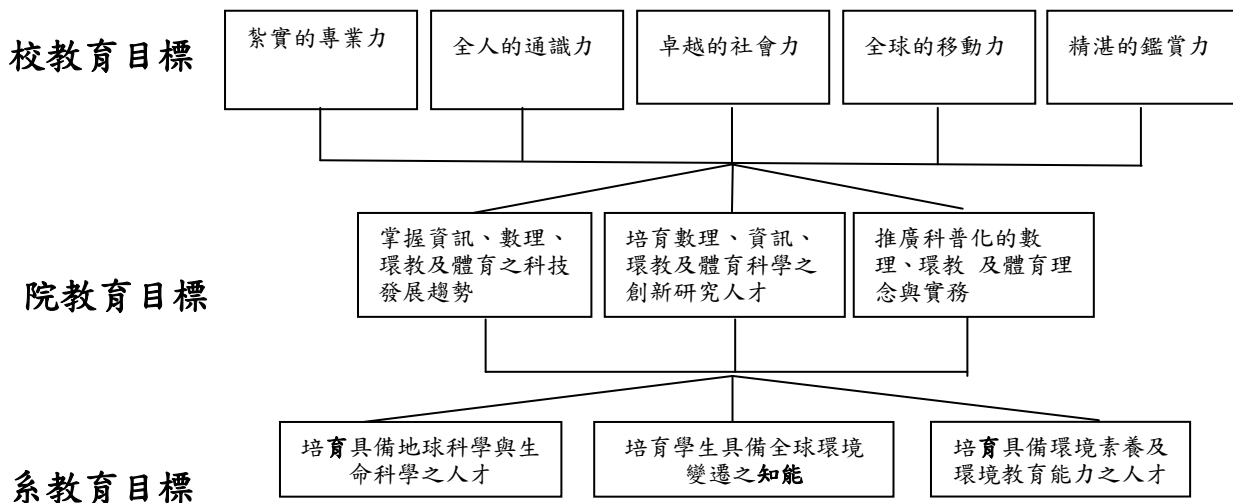 校教育目標
紮實的專業力
全人的通識力
卓越的社會力
全球的移動力
精湛的鑑賞力
院教育目標
掌握資訊、數理、
環教及體育之科技
發展趨勢
培育數理、資訊、
環教及體育科學之
創新研究人才
推廣科普化的數
理、環教 及體育理
念與實務
系教育目標
培育具備地球科學與生
命科學之人才
培育學生具備全球環境
變遷之知能
培育具備環境素養及
環境教育能力之人才